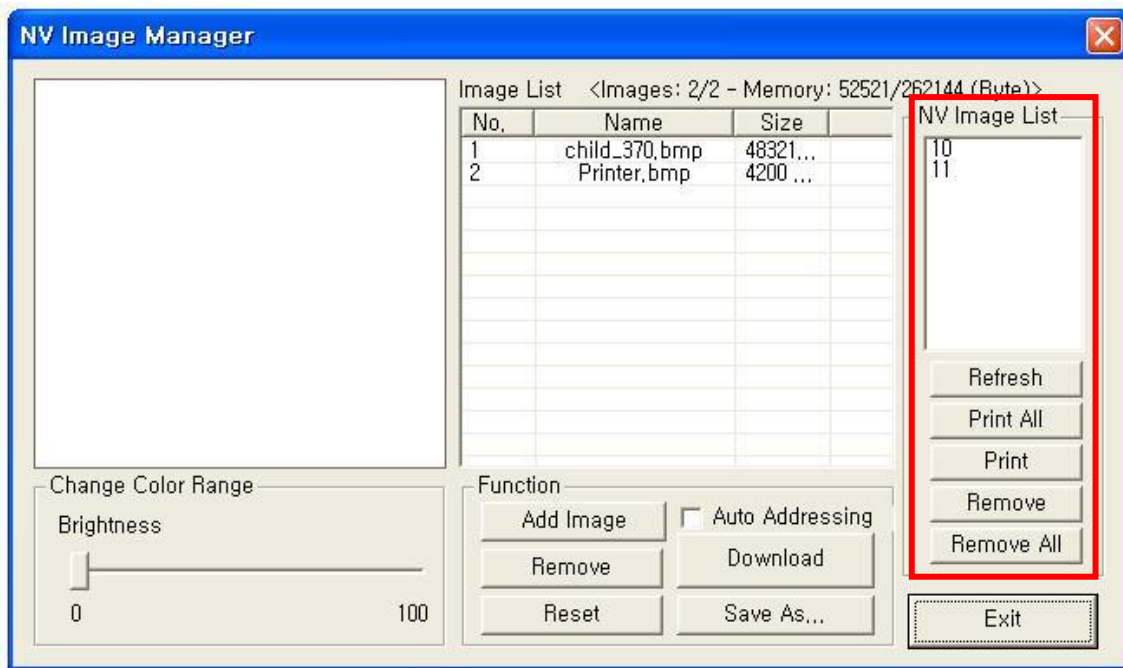 NV Image Manager
Image List <Images: 2/2 - Memory: 52521/262144 (Byte)>
No, Name Size
1 child_370,bmp 48321,,,
2 Printer,bmp 4200 ,,,
NV Image List
10
11
Refresh
Print All
Print
Remove
Remove All
Change Color Range
Brightness
0 100
Function
Add Image Auto Addressing
Remove Download
Reset Save As,,,
Exit